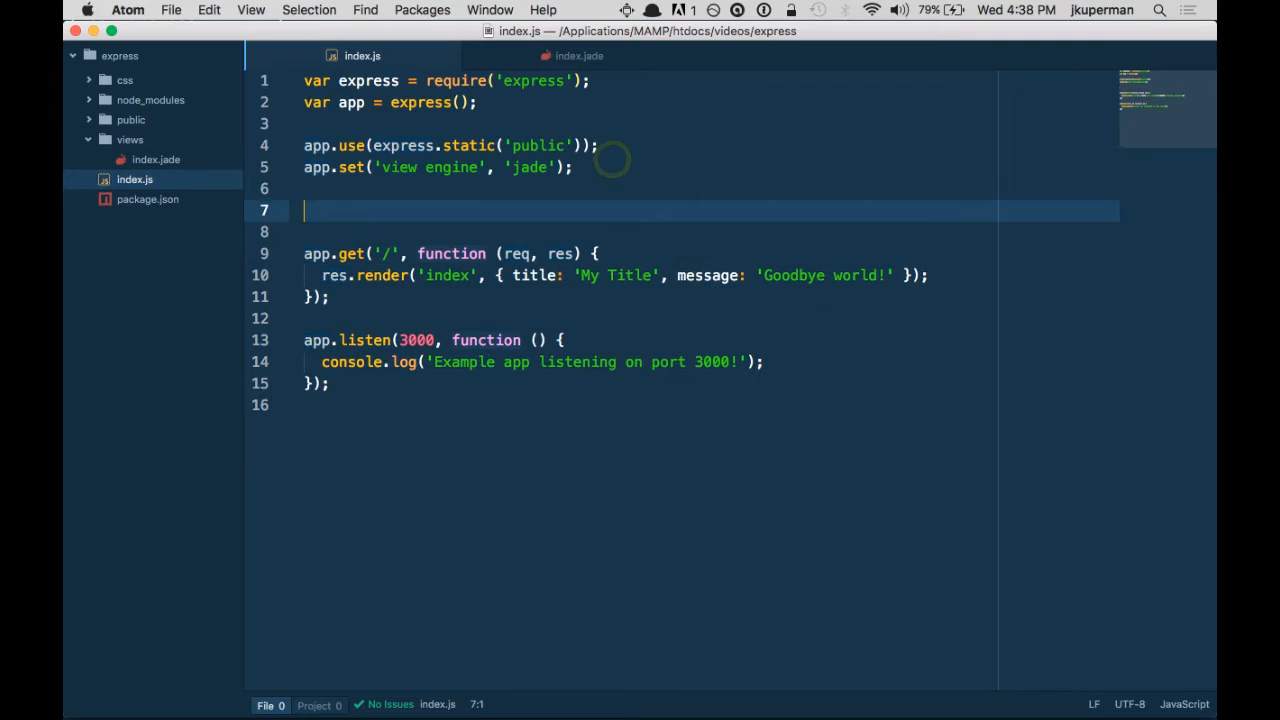 Atom File Edit View Selection Find Packages Window Help 1 79% Wed 4:38 PM jkuperman
index.js — /Applications/MAMP/htdocs/videos/express
express
css
node_modules
public
views
index.jade
index.js
package.json
index.js index.jade
1 var express = require('express');
2 var app = express();
3
4 app.use(express.static('public'));
5 app.set('view engine', 'jade');
6
7
8
9 app.get('/', function (req, res) {
10 res.render('index', { title: 'My Title', message: 'Goodbye world!' });
11 });
12
13 app.listen(3000, function () {
14 console.log('Example app listening on port 3000!');
15 });
16
File 0 Project 0 No Issues index.js 7:1 LF UTF-8 JavaScript